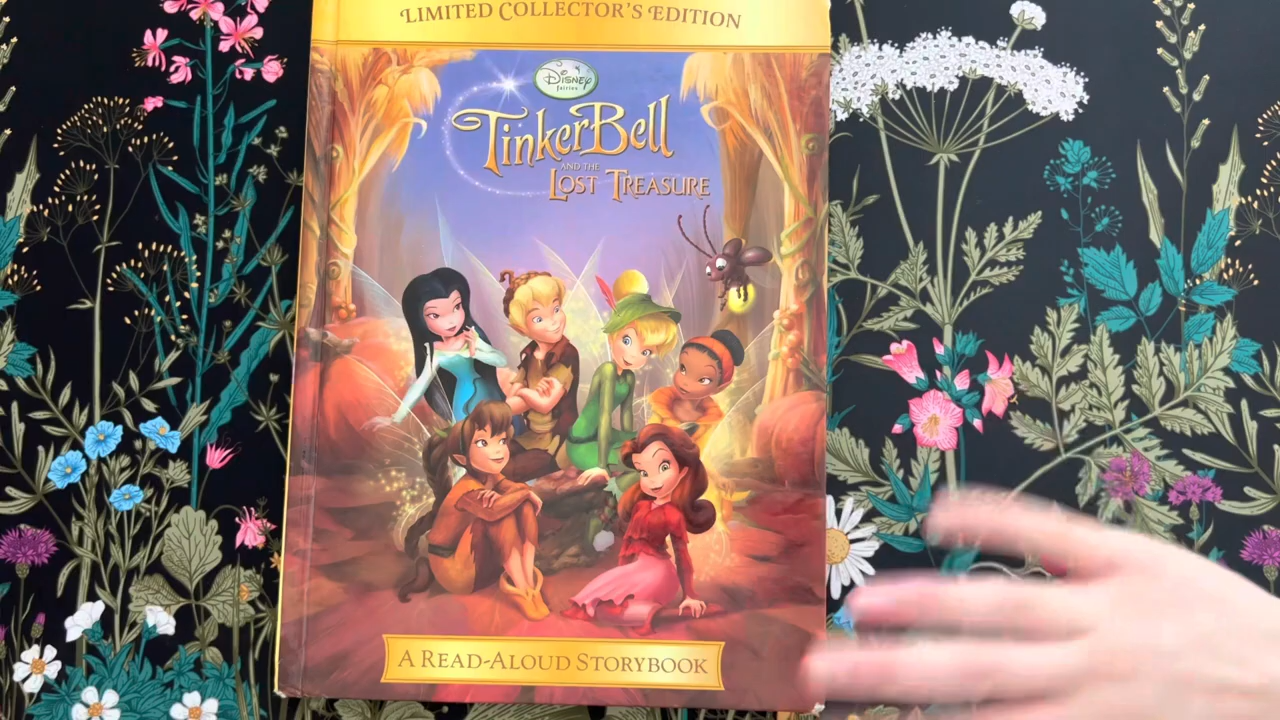 LIMITED COLLECTOR'S EDITION
Disney
fairies
TinkerBell
AND THE
LOST TREASURE
A READ-ALOUD STORYBOOK